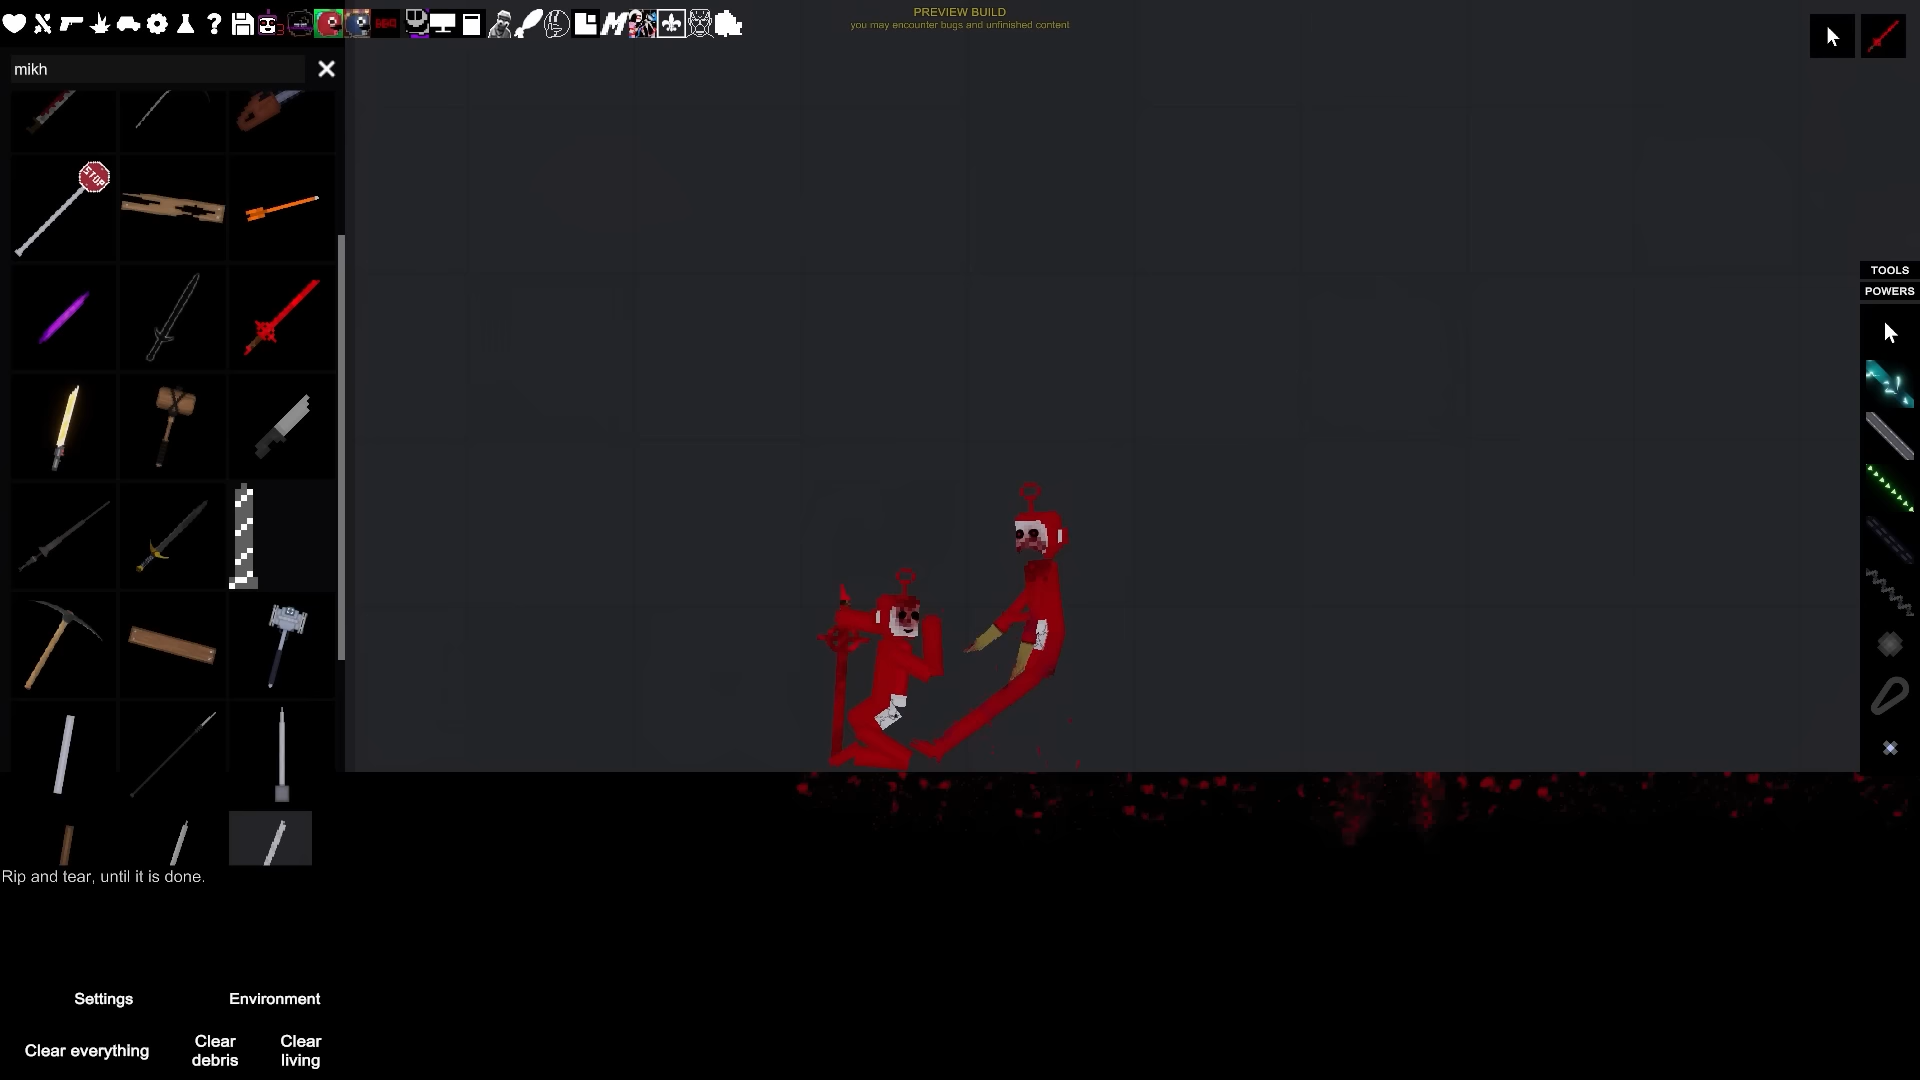 PREVIEW BUILD
you may encounter bugs and unfinished content
mikh
STOP
TOOLS
POWERS
Rip and tear, until it is done.
Settings
Environment
Clear everything
Clear
debris
Clear
living